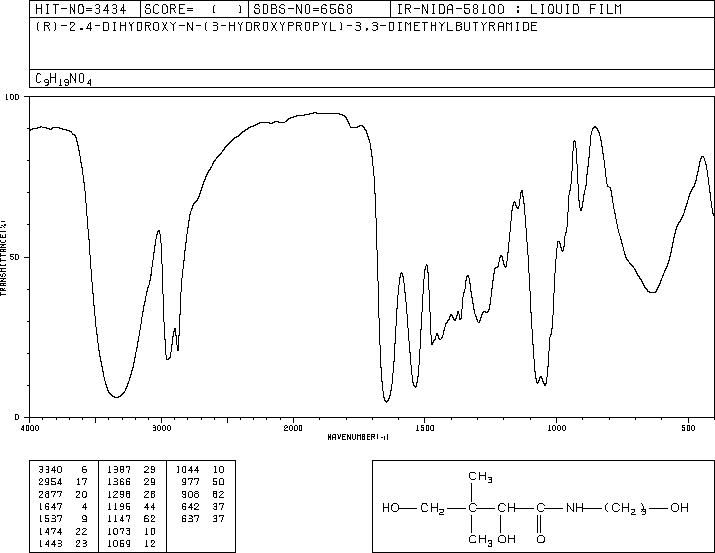 HIT-NO=3434 SCORE= ( ) SDBS-NO=6568 IR-NIDA-58100 : LIQUID FILM
(R)-2,4-DIHYDROXY-N-(3-HYDROXYPROPYL)-3,3-DIMETHYLBUTYRAMIDE
C9H19NO4
100
TRANSMITTANCE(%)
50
0
4000 3000 2000 1500 1000 500
WAVENUMBER(-1)
3340 6 1387 29 1044 10
2954 17 1366 29 977 50
2877 20 1298 28 908 62
1647 4 1195 44 642 37
1537 9 1147 62 637 37
1474 22 1073 10
1443 23 1069 12
CH3
HO—CH2—C—CH—C—NH—(CH2)3—OH
CH3 OH O